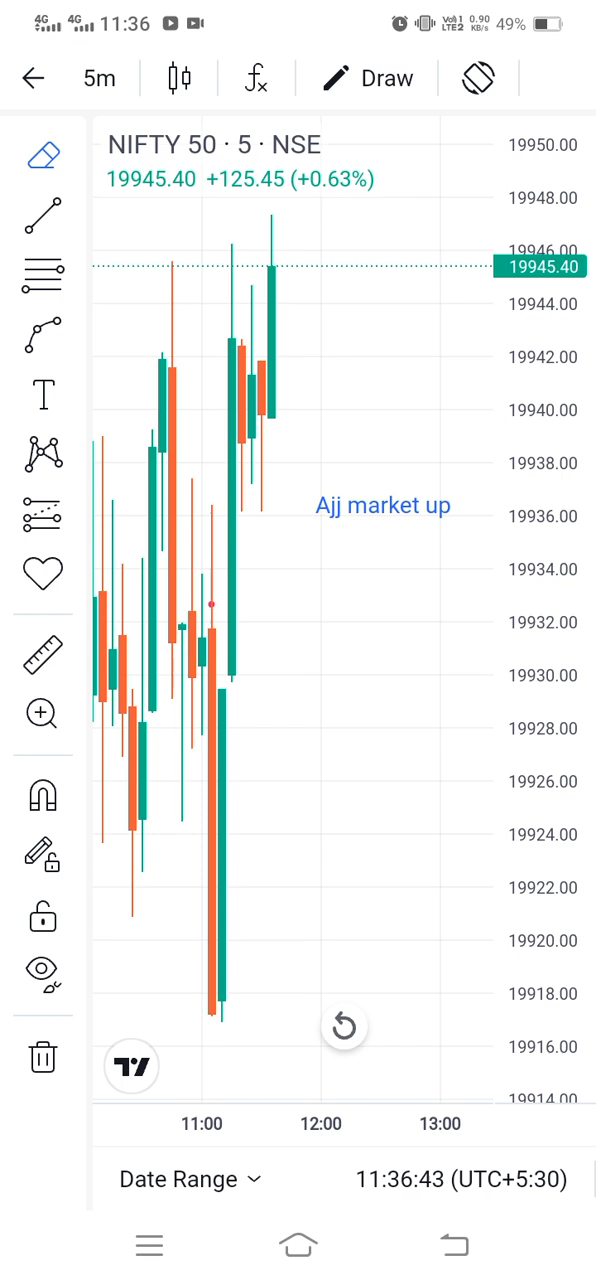 4G 4G 11:36 Vo) 1 LTE2 0.90 KB/s 49%
5m Draw
NIFTY 50 · 5 · NSE
19945.40 +125.45 (+0.63%)
19950.00
19948.00
19946.00
19945.40
19944.00
19942.00
19940.00
19938.00
Ajj market up
19936.00
19934.00
19932.00
19930.00
19928.00
19926.00
19924.00
19922.00
19920.00
19918.00
19916.00
19914.00
11:00 12:00 13:00
Date Range 11:36:43 (UTC+5:30)